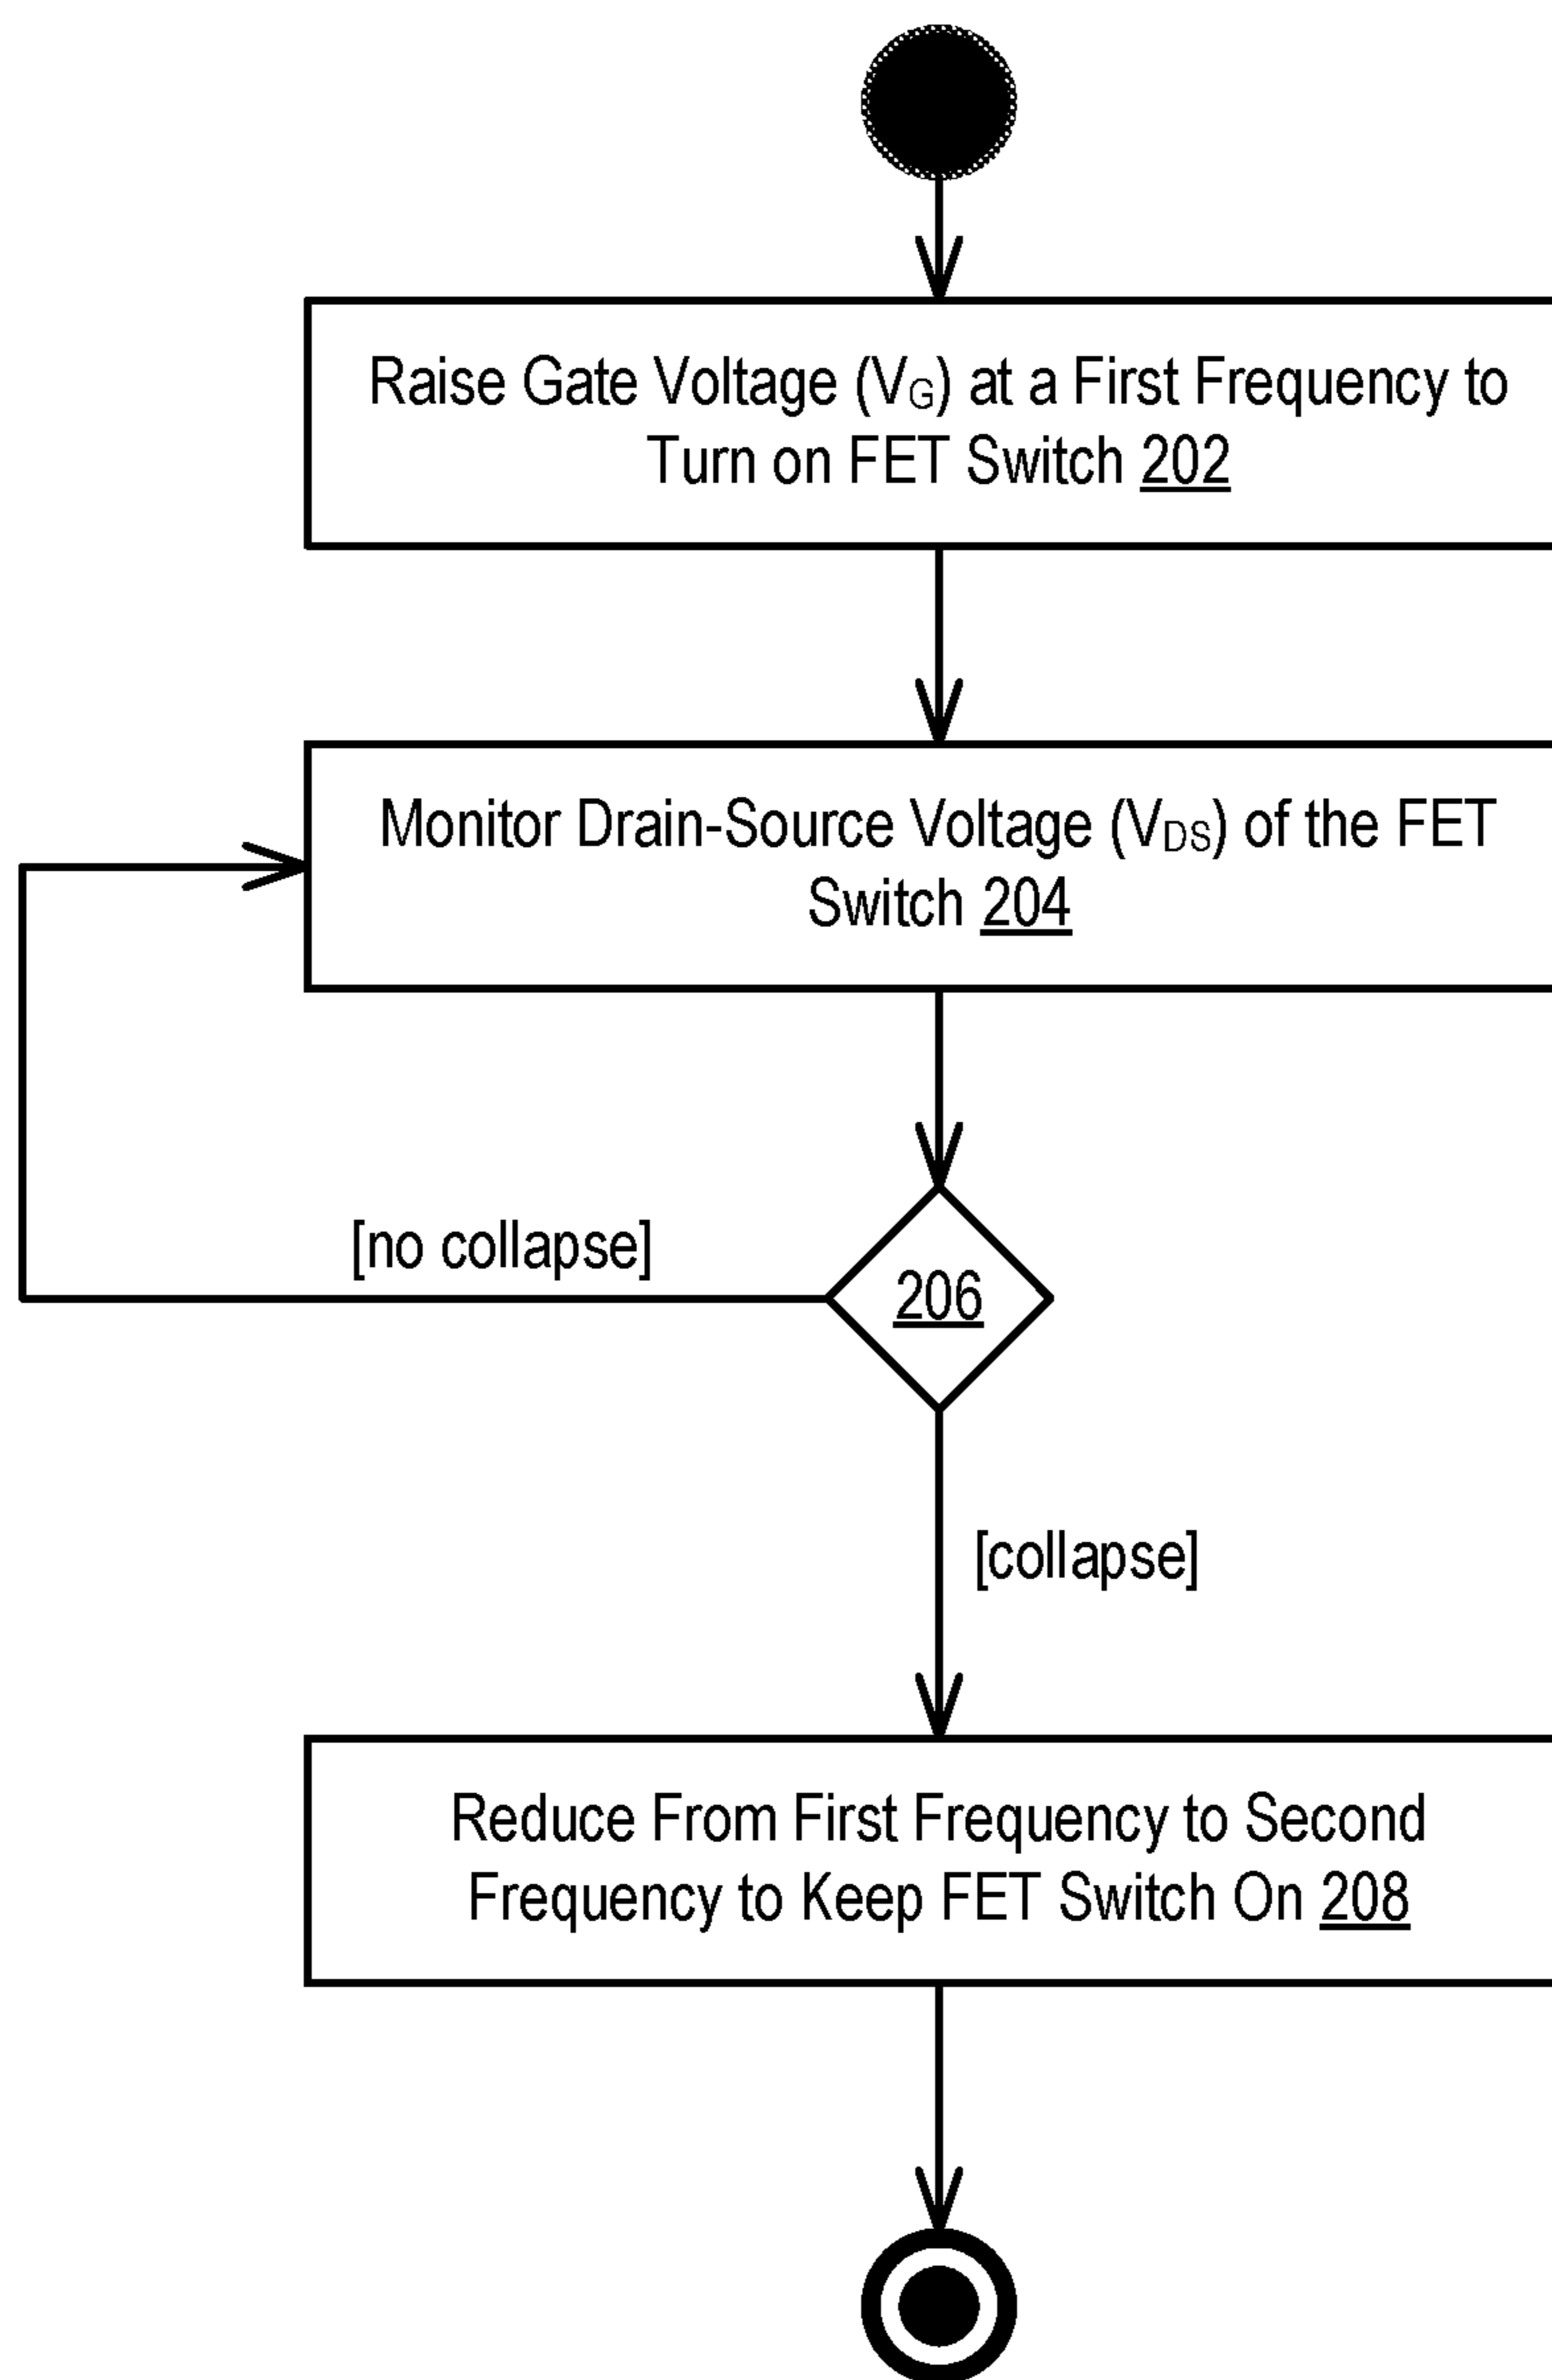 Raise Gate Voltage (VG) at a First Frequency to
Turn on FET Switch 202
Monitor Drain-Source Voltage (VDS) of the FET
Switch 204
[no collapse]
206
[collapse]
Reduce From First Frequency to Second
Frequency to Keep FET Switch On 208